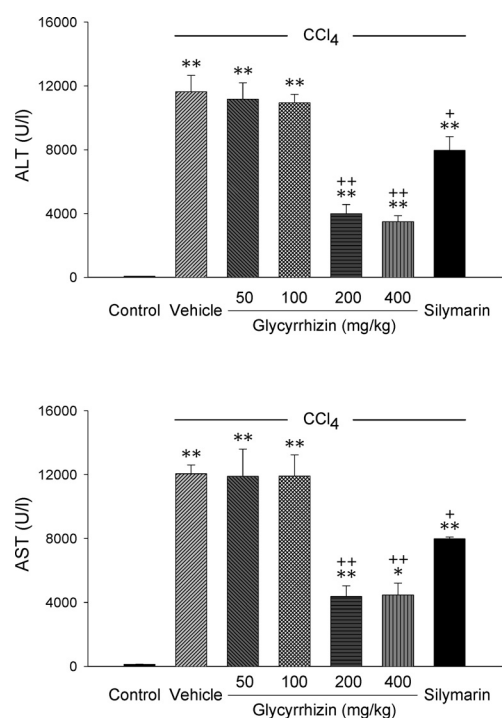 CCl4
16000
** ** **
12000
+
**
ALT (U/l)
8000
++ ++
** **
4000
0
Control Vehicle 50 100 200 400 Silymarin
Glycyrrhizin (mg/kg)
16000
CCl4
** ** **
12000
+
**
AST (U/l)
8000
++ ++
** *
4000
0
Control Vehicle 50 100 200 400 Silymarin
Glycyrrhizin (mg/kg)